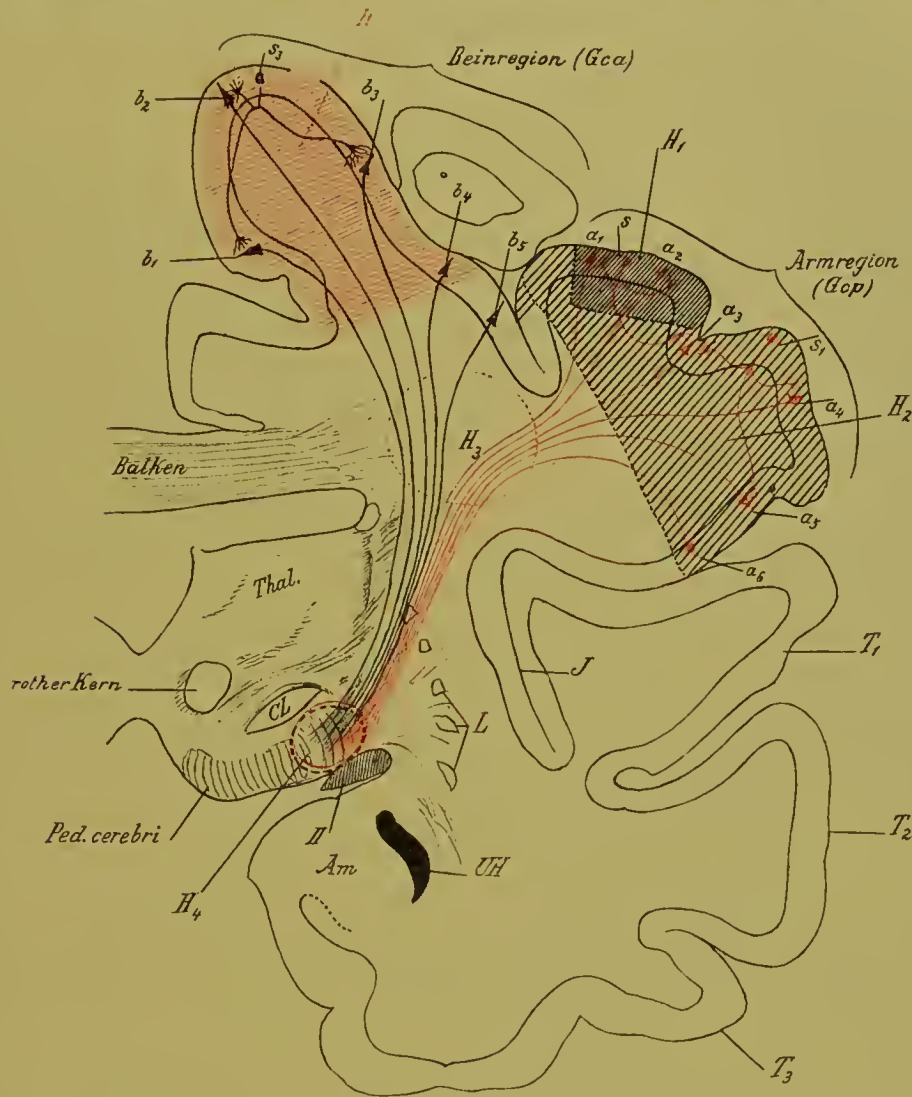 h
Beinregion (Gca)
s3
a
b2
b3
H1
b4
b5
a1
s
a2
Armregion
(Gcp)
b1
a3
s1
a4
H2
H3
Balken
a5
a6
Thal.
T1
J
rother Kern
CL
L
Ped. cerebri
II
T2
Am
UH
H4
T3